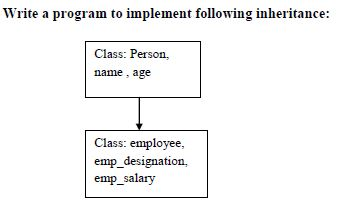 Write a program to implement following inheritance:
Class: Person,
name , age
Class: employee,
emp_designation,
emp_salary